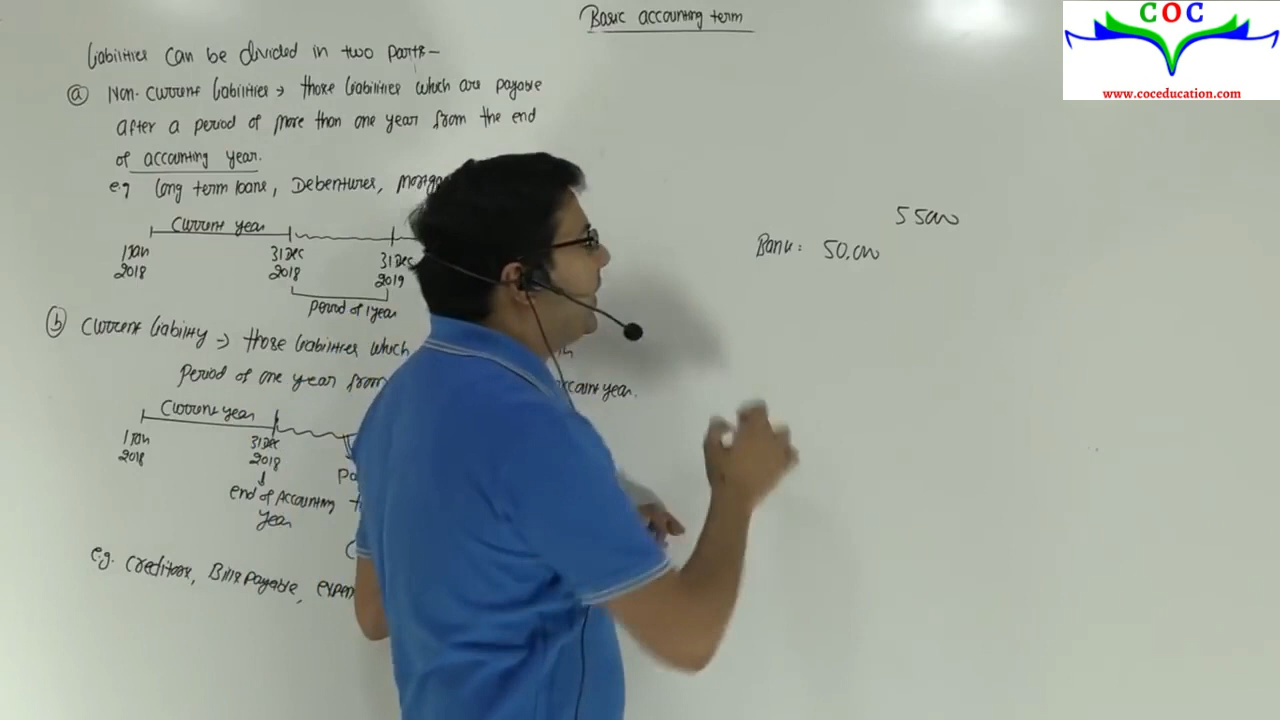 Basic accounting term
COC
www.coceducation.com
Liabilities can be divided in two parts-
a Non-Current liabilities → those liabilities which are payable
after a period of more than one year from the end
of accounting year.
e.g Long term loans, Debentures,
Current year
1 Jan 2018
31 Dec 2018
31 Dec 2019
Period of 1 year
b Current liability → those liabilities which
Period of one year from
year.
Current year
1 Jan 2018
31 Dec 2018
end of Accounting
year
e.g. creditors, Bills payable,
Bank: 50,000
55000